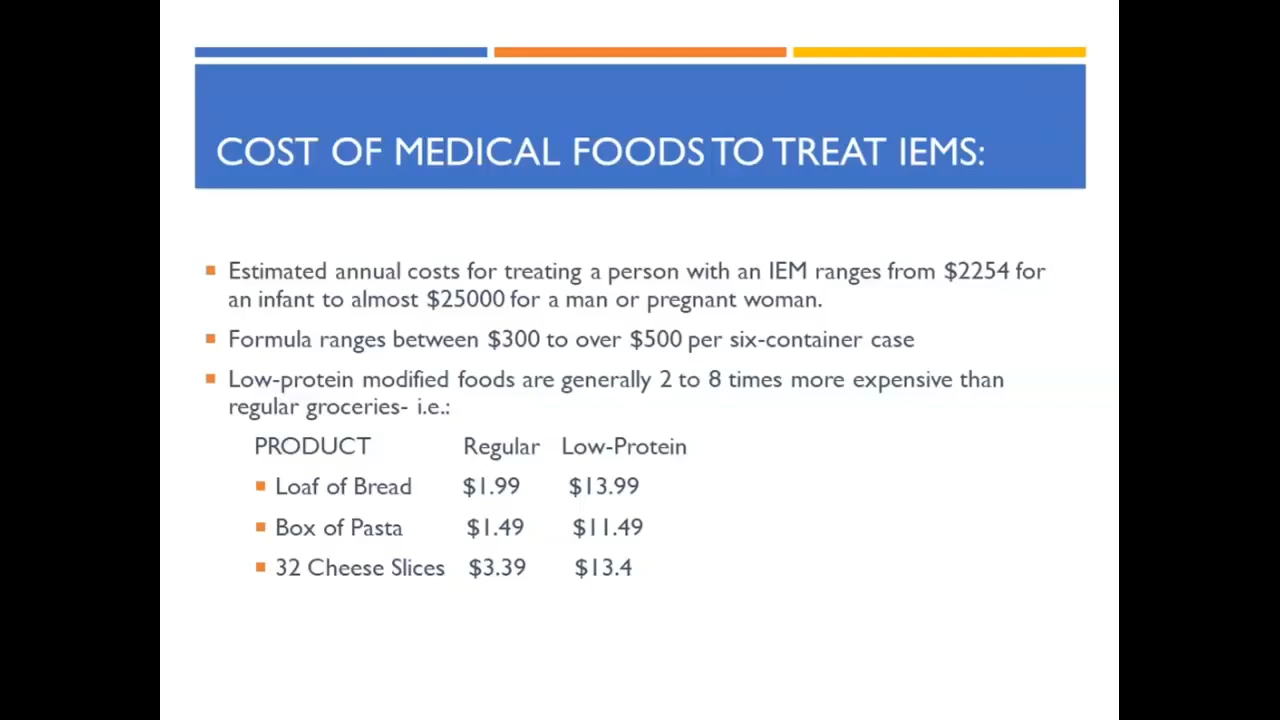 COST OF MEDICAL FOODS TO TREAT IEMS:
Estimated annual costs for treating a person with an IEM ranges from $2254 for
an infant to almost $25000 for a man or pregnant woman.
Formula ranges between $300 to over $500 per six-container case
Low-protein modified foods are generally 2 to 8 times more expensive than
regular groceries- i.e.:
PRODUCT Regular Low-Protein
Loaf of Bread $1.99 $13.99
Box of Pasta $1.49 $11.49
32 Cheese Slices $3.39 $13.4